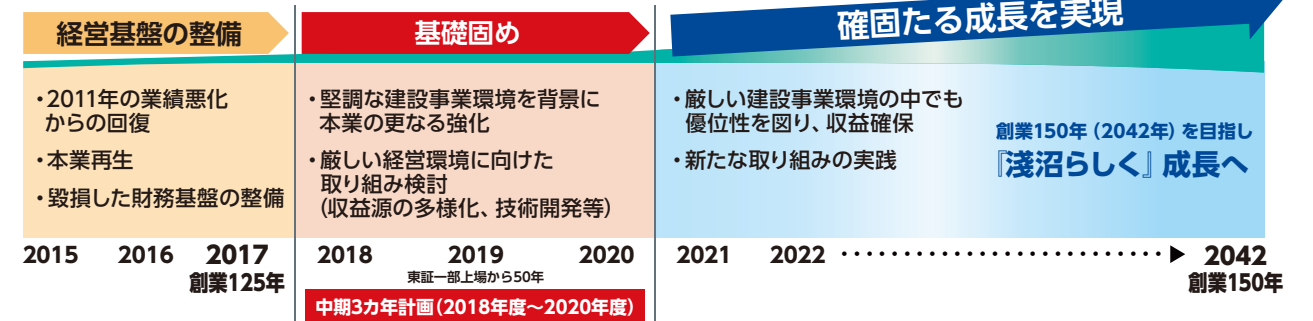 経営基盤の整備
・2011年の業績悪化
からの回復
・本業再生
・毀損した財務基盤の整備
2015 2016 2017
創業125年
基礎固め
・堅調な建設事業環境を背景に
本業の更なる強化
・厳しい経営環境に向けた
取り組み検討
(収益源の多様化、技術開発等)
2018 2019 2020
東証一部上場から50年
中期3カ年計画(2018年度〜2020年度)
確固たる成長を実現
・厳しい建設事業環境の中でも
優位性を図り、収益確保
・新たな取り組みの実践
創業150年(2042年)を目指し
『淺沼らしく』成長へ
2021 2022 2042
創業150年